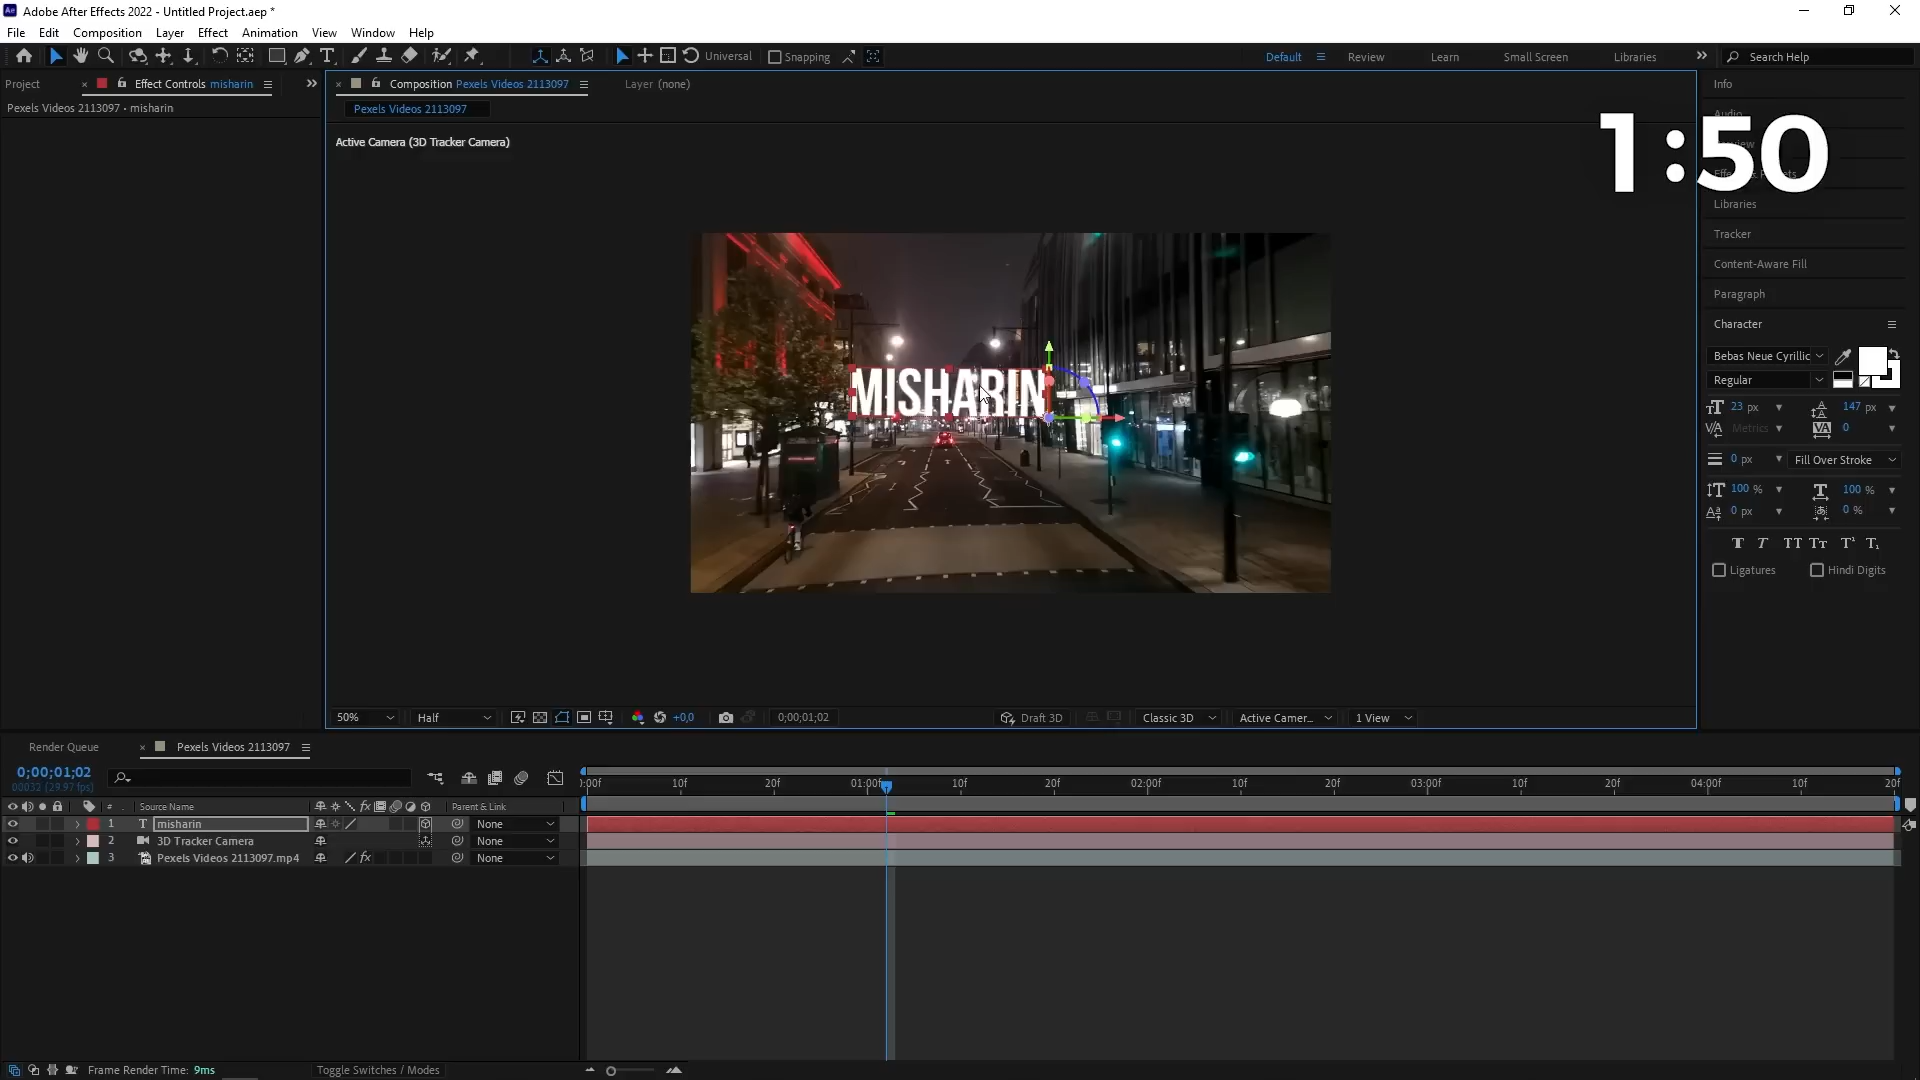 Adobe After Effects 2022 - Untitled Project.aep *
File Edit Composition Layer Effect Animation View Window Help
Universal Snapping Default Review Learn Small Screen Libraries Search Help
Project Effect Controls misharin
Pexels Videos 2113097 • misharin
Composition Pexels Videos 2113097 Layer (none)
Pexels Videos 2113097
Active Camera (3D Tracker Camera)
MISHARIN
1:50
Info
Audio
Libraries
Tracker
Content-Aware Fill
Paragraph
Character
Bebas Neue Cyrillic
Regular
23 px 147 px
Metrics 0
0 px Fill Over Stroke
100 % 100 %
0 px 0 %
Ligatures Hindi Digits
50% Half +0,0 0;00;01;02 Draft 3D Classic 3D Active Camer... 1 View
Render Queue Pexels Videos 2113097
0;00;01;02
00032 (29.97 fps)
):00f 10f 20f 01:00f 10f 20f 02:00f 10f 20f 03:00f 10f 20f 04:00f 10f 20f
# Source Name Parent & Link
1 T misharin None
2 3D Tracker Camera None
3 Pexels Videos 2113097.mp4 None
Frame Render Time: 9ms Toggle Switches / Modes